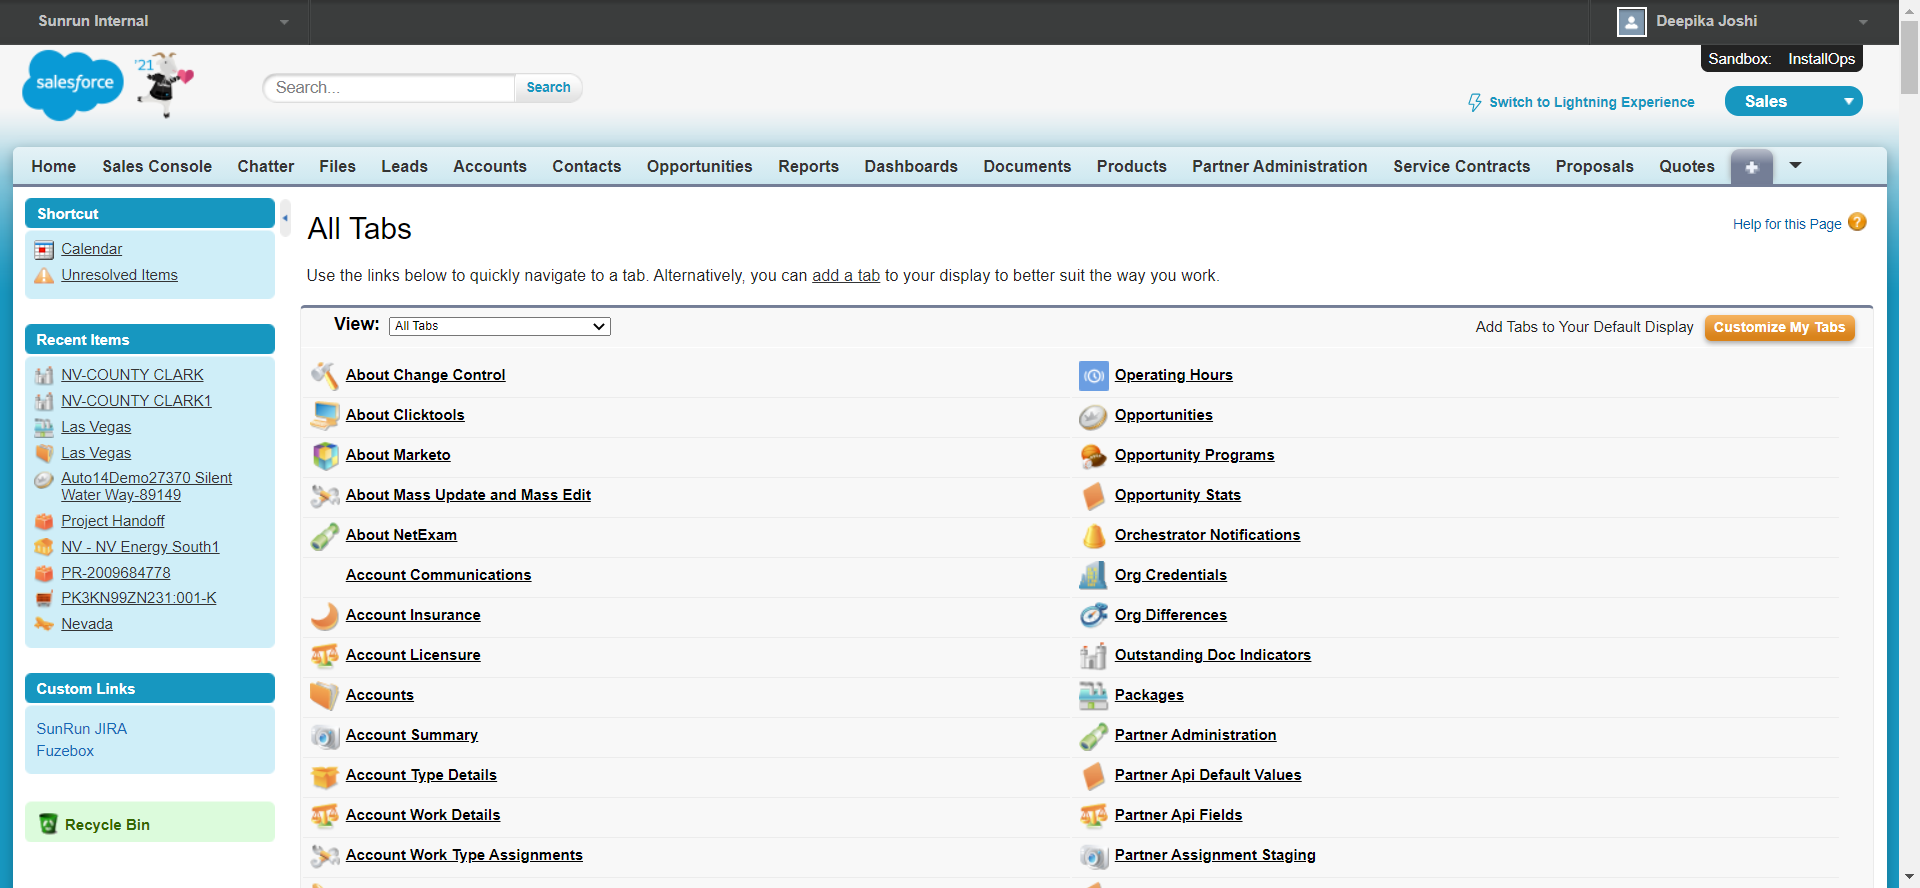 Sunrun Internal
Deepika Joshi
Sandbox: InstallOps
salesforce
'21
Search...
Search
Switch to Lightning Experience
Sales
Home Sales Console Chatter Files Leads Accounts Contacts Opportunities Reports Dashboards Documents Products Partner Administration Service Contracts Proposals Quotes +
Shortcut
Calendar
Unresolved Items
Recent Items
NV-COUNTY CLARK
NV-COUNTY CLARK1
Las Vegas
Las Vegas
Auto14Demo27370 Silent
Water Way-89149
Project Handoff
NV - NV Energy South1
PR-2009684778
PK3KN99ZN231:001-K
Nevada
Custom Links
SunRun JIRA
Fuzebox
Recycle Bin
All Tabs
Help for this Page ?
Use the links below to quickly navigate to a tab. Alternatively, you can add a tab to your display to better suit the way you work.
View: All Tabs
Add Tabs to Your Default Display
Customize My Tabs
About Change Control
About Clicktools
About Marketo
About Mass Update and Mass Edit
About NetExam
Account Communications
Account Insurance
Account Licensure
Accounts
Account Summary
Account Type Details
Account Work Details
Account Work Type Assignments
Operating Hours
Opportunities
Opportunity Programs
Opportunity Stats
Orchestrator Notifications
Org Credentials
Org Differences
Outstanding Doc Indicators
Packages
Partner Administration
Partner Api Default Values
Partner Api Fields
Partner Assignment Staging